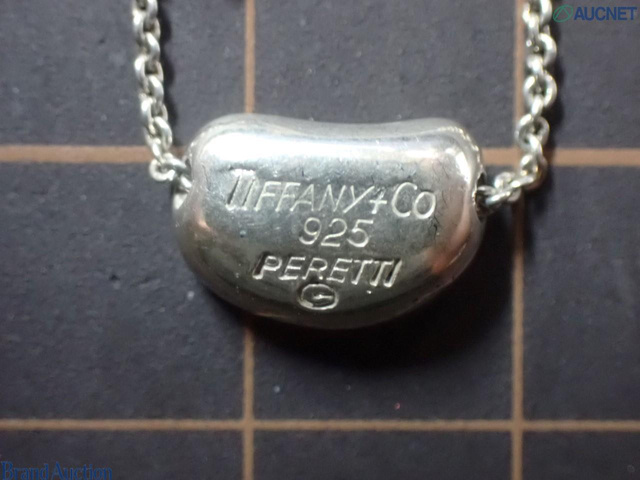 AUCNET
TIFFANY+Co
925
PERETTI
©
Brand Auction